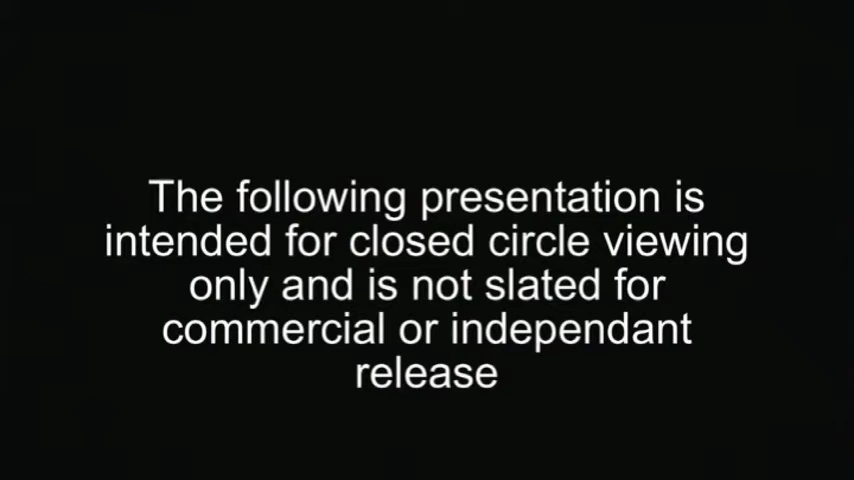 The following presentation is
intended for closed circle viewing
only and is not slated for
commercial or independant
release